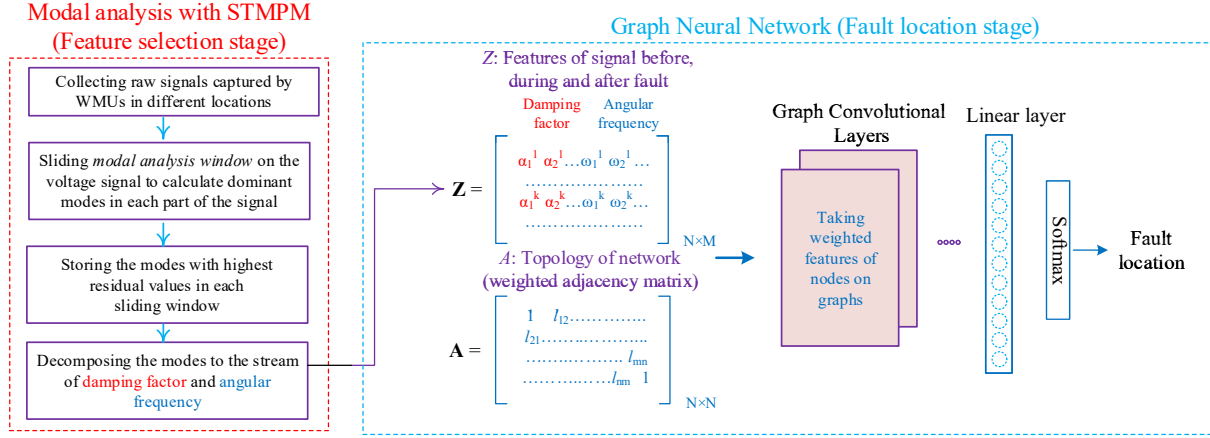 Modal analysis with STMPM
(Feature selection stage)
Collecting raw signals captured by
WMUs in different locations
Sliding modal analysis window on the
voltage signal to calculate dominant
modes in each part of the signal
Storing the modes with highest
residual values in each
sliding window
Decomposing the modes to the stream
of damping factor and angular
frequency
Graph Neural Network (Fault location stage)
Z: Features of signal before,
during and after fault
Damping
factor
Angular
frequency
Z =
α₁¹ α₂¹ …ω₁¹ ω₂¹ …
…………………
α₁ᵏ α₂ᵏ …ω₁ᵏ ω₂ᵏ …
…………………
N×M
A: Topology of network
(weighted adjacency matrix)
A =
1 l₁₂…………..
l₂₁…………………..
……………… lₘₙ
………………lₙₘ 1
N×N
Graph Convolutional
Layers
Taking
weighted
features of
nodes on
graphs
Linear layer
Softmax
Fault
location